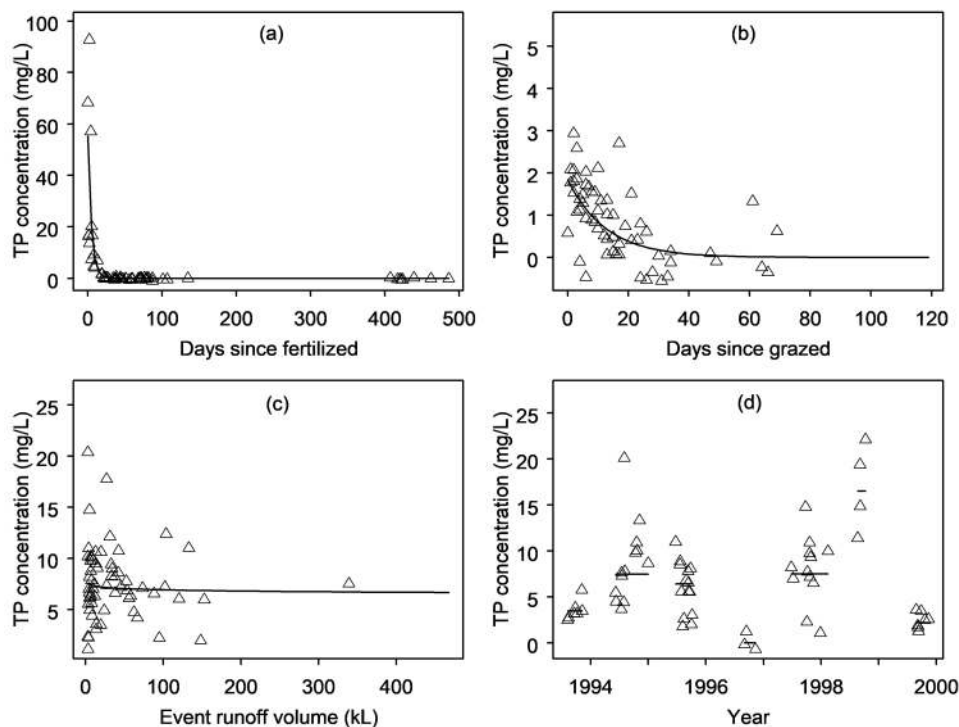 (a)
TP concentration (mg/L)
100
80
60
40
20
0
0 100 200 300 400 500
Days since fertilized
(b)
TP concentration (mg/L)
5
4
3
2
1
0
0 20 40 60 80 100 120
Days since grazed
(c)
TP concentration (mg/L)
25
20
15
10
5
0 100 200 300 400
Event runoff volume (kL)
(d)
TP concentration (mg/L)
25
20
15
10
5
0
1994 1996 1998 2000
Year